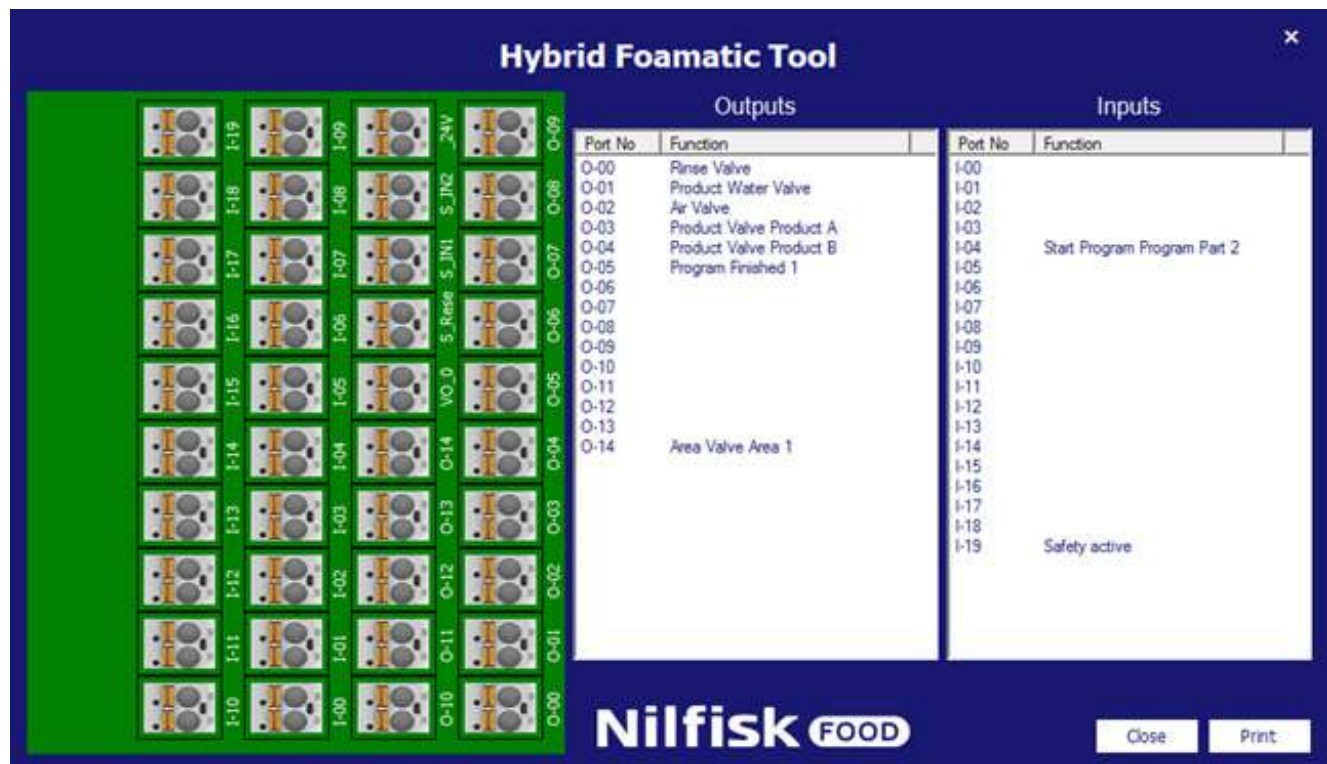 Hybrid Foamatic Tool
×
I-19 I-09 _24V O-09
I-18 I-08 S_IN2 O-08
I-17 I-07 S_IN1 O-07
I-16 I-06 S_Rese O-06
I-15 I-05 VO_0 O-05
I-14 I-04 O-14 O-04
I-13 I-03 O-13 O-03
I-12 I-02 O-12 O-02
I-11 I-01 O-11 O-01
I-10 I-00 O-10 O-00
Outputs
Port No Function
O-00 Rinse Valve
O-01 Product Water Valve
O-02 Air Valve
O-03 Product Valve Product A
O-04 Product Valve Product B
O-05 Program Finished 1
O-06
O-07
O-08
O-09
O-10
O-11
O-12
O-13
O-14 Area Valve Area 1
Inputs
Port No Function
I-00
I-01
I-02
I-03
I-04 Start Program Program Part 2
I-05
I-06
I-07
I-08
I-09
I-10
I-11
I-12
I-13
I-14
I-15
I-16
I-17
I-18
I-19 Safety active
Nilfisk FOOD
Close Print